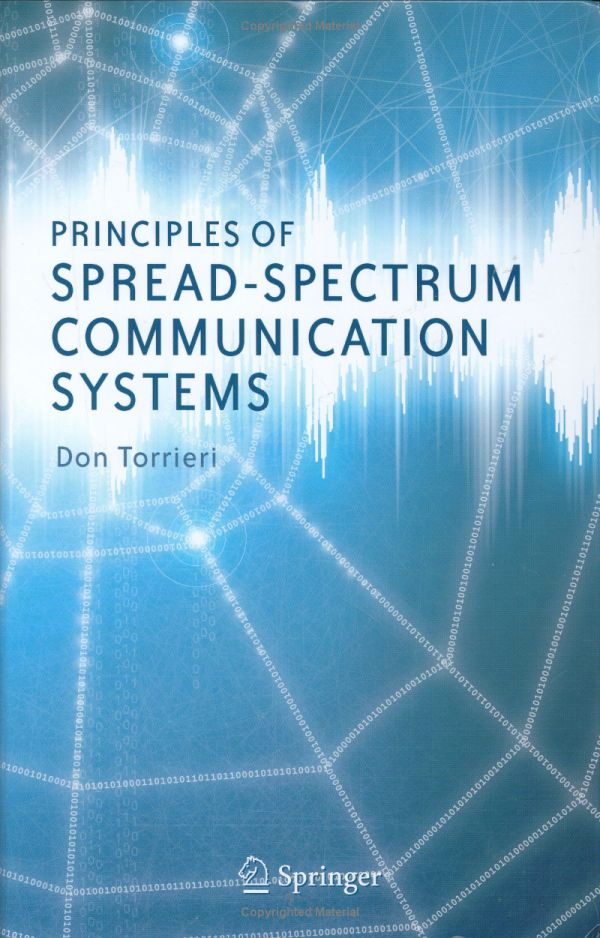 Copyrighted Material
PRINCIPLES OF
SPREAD-SPECTRUM
COMMUNICATION
SYSTEMS
Don Torrieri
Springer
Copyrighted Material